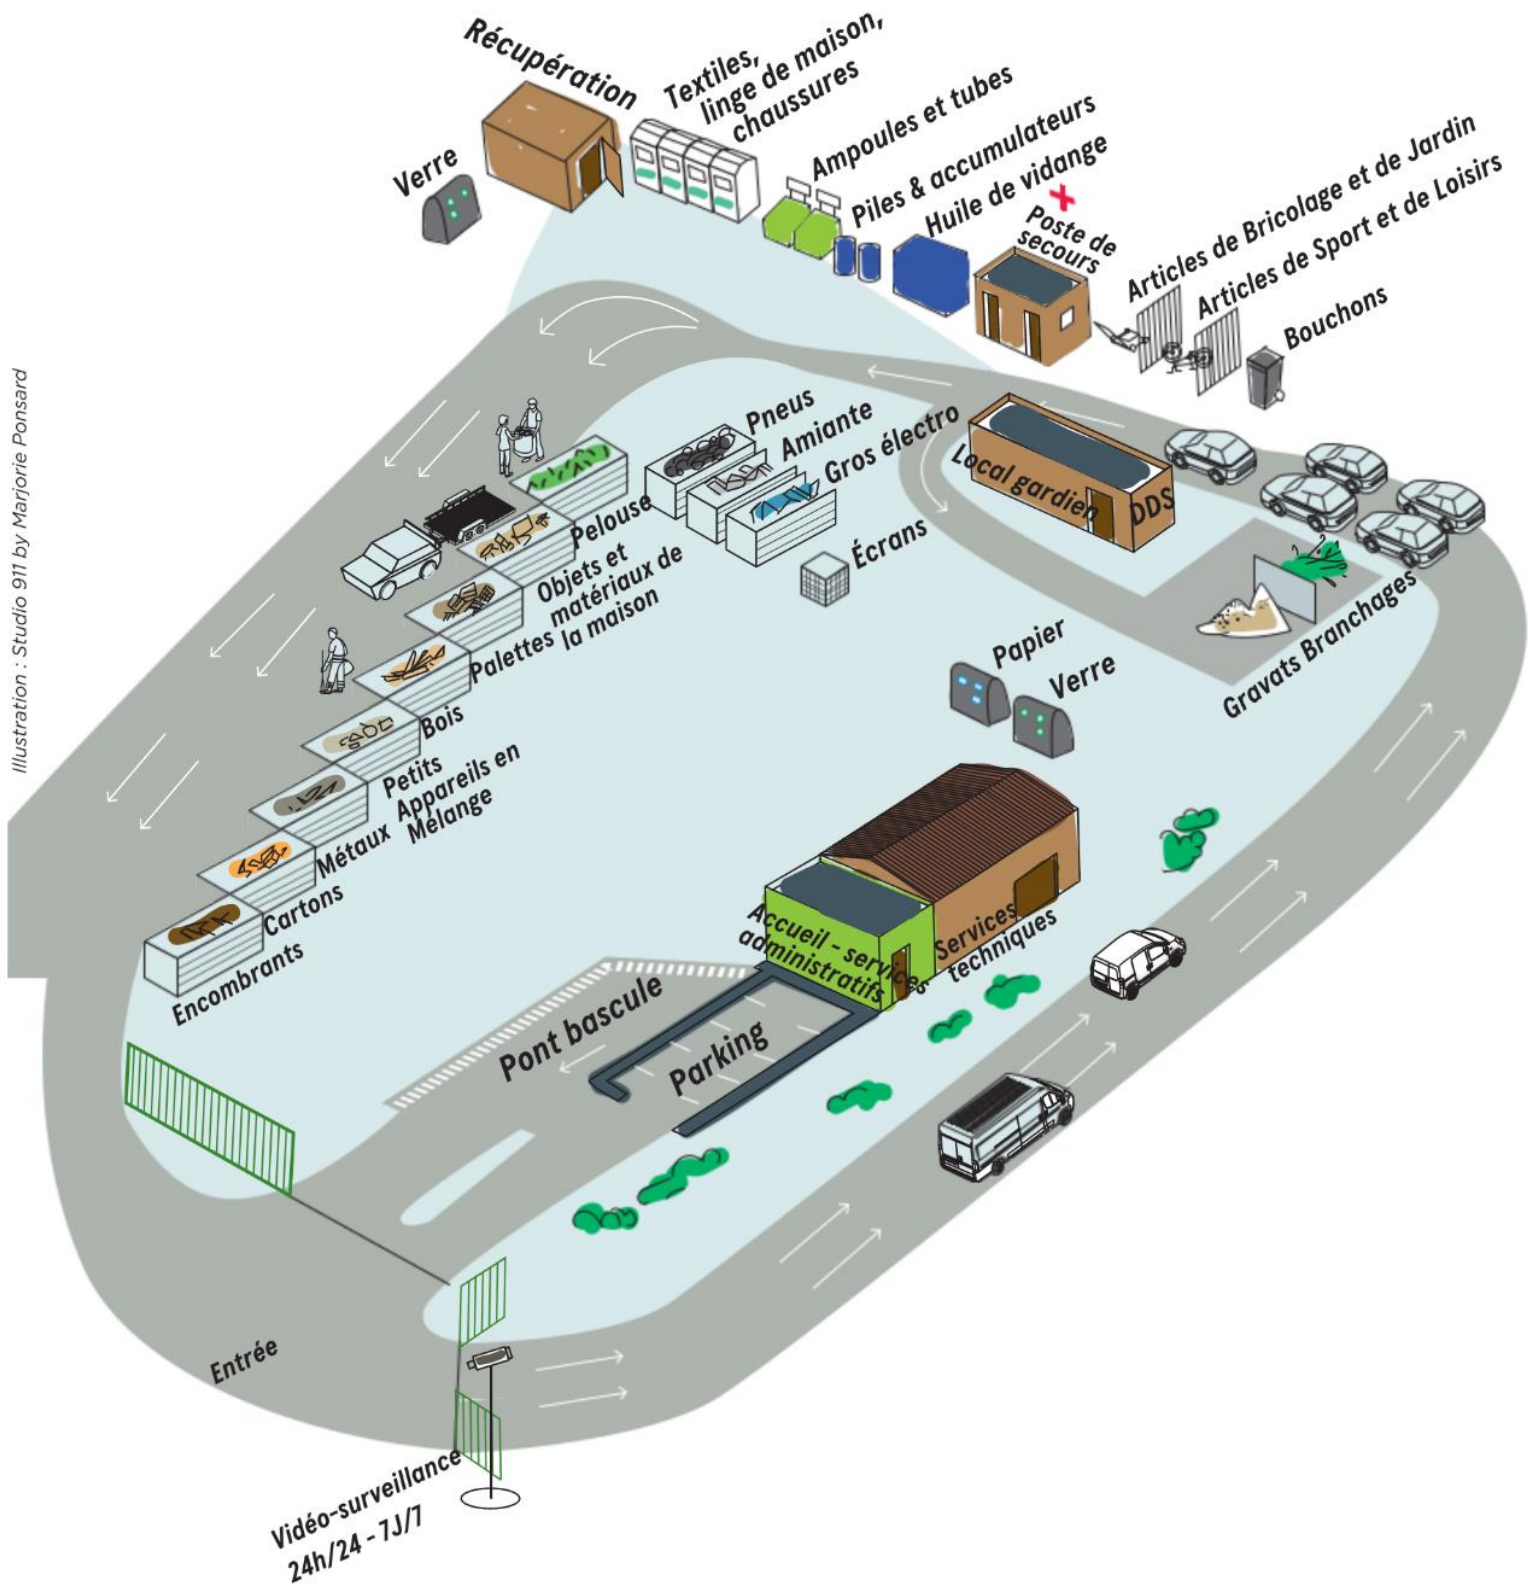 Récupération
Textiles,
linge de maison,
chaussures
Verre
Ampoules et tubes
Piles & accumulateurs
Huile de vidange
Poste de
secours
Articles de Bricolage et de Jardin
Articles de Sport et de Loisirs
Bouchons
Pneus
Amiante
Gros électro
Écrans
Local gardien
DDS
Gravats Branchages
Pelouse
Objets et
matériaux de
la maison
Palettes
Bois
Petits
Appareils en
Mélange
Métaux
Cartons
Encombrants
Papier
Verre
Accueil - services
administratifs
Services
techniques
Pont bascule
Parking
Entrée
Vidéo-surveillance
24h/24 - 7J/7
Illustration : Studio 911 by Marjorie Ponsard